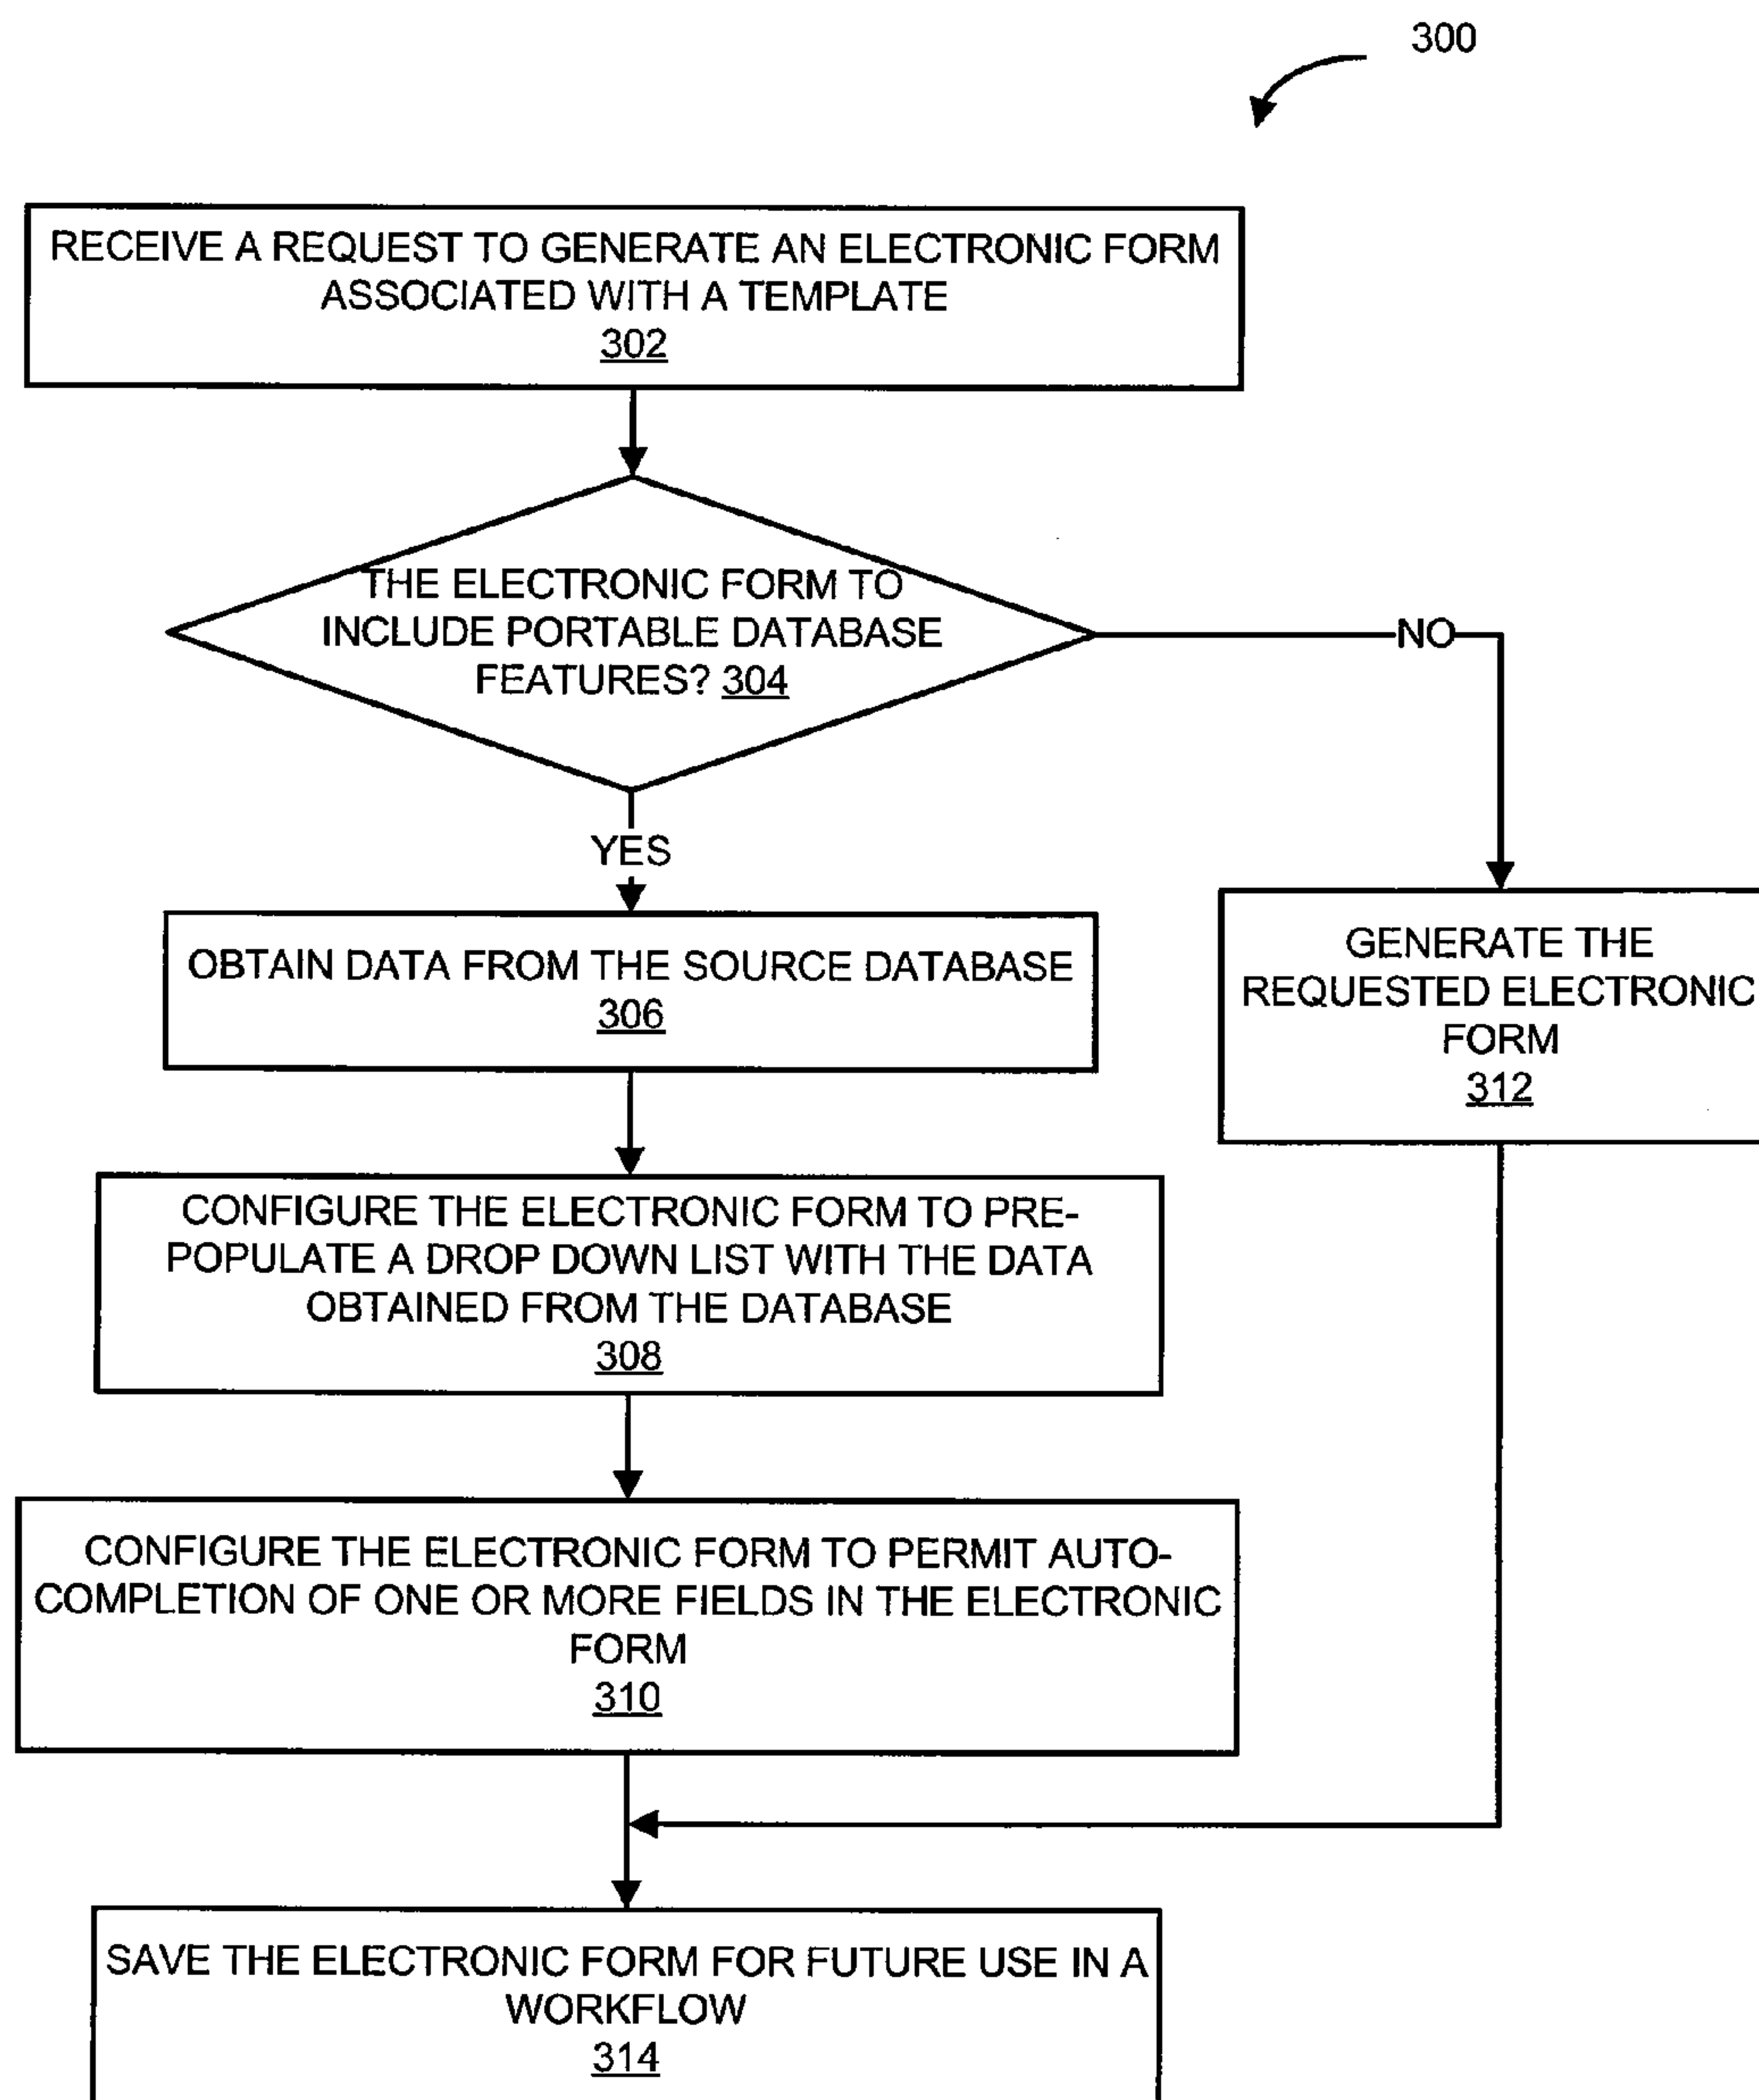 300
RECEIVE A REQUEST TO GENERATE AN ELECTRONIC FORM
ASSOCIATED WITH A TEMPLATE
302
THE ELECTRONIC FORM TO
INCLUDE PORTABLE DATABASE
FEATURES? 304
NO
YES
OBTAIN DATA FROM THE SOURCE DATABASE
306
GENERATE THE
REQUESTED ELECTRONIC
FORM
312
CONFIGURE THE ELECTRONIC FORM TO PRE-
POPULATE A DROP DOWN LIST WITH THE DATA
OBTAINED FROM THE DATABASE
308
CONFIGURE THE ELECTRONIC FORM TO PERMIT AUTO-
COMPLETION OF ONE OR MORE FIELDS IN THE ELECTRONIC
FORM
310
SAVE THE ELECTRONIC FORM FOR FUTURE USE IN A
WORKFLOW
314